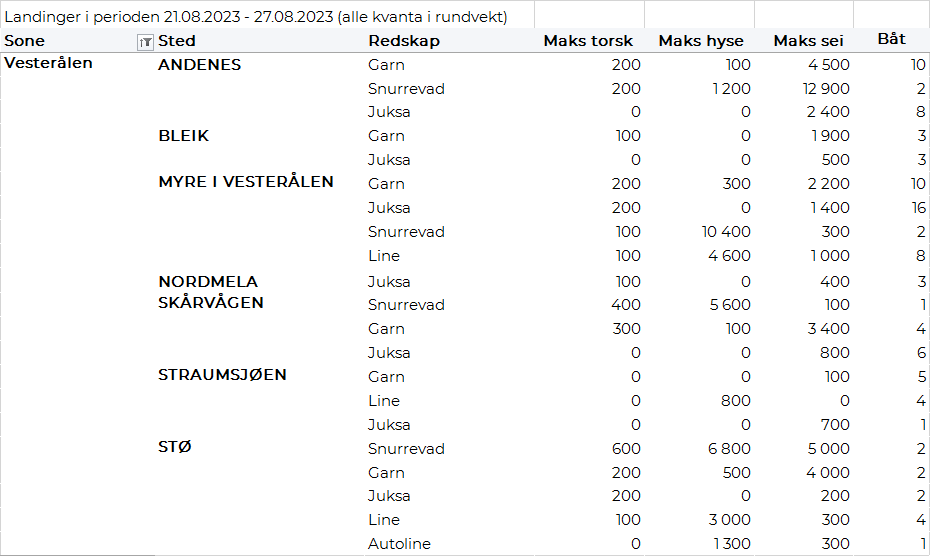 Landinger i perioden 21.08.2023 - 27.08.2023 (alle kvanta i rundvekt)
Sone Sted Redskap Maks torsk Maks hyse Maks sei Båt
Vesterålen ANDENES Garn 200 100 4 500 10
Snurrevad 200 1 200 12 900 2
Juksa 0 0 2 400 8
BLEIK Garn 100 0 1 900 3
Juksa 0 0 500 3
MYRE I VESTERÅLEN Garn 200 300 2 200 10
Juksa 200 0 1 400 16
Snurrevad 100 10 400 300 2
Line 100 4 600 1 000 8
NORDMELA Juksa 100 0 400 3
SKÅRVÅGEN Snurrevad 400 5 600 100 1
Garn 300 100 3 400 4
Juksa 0 0 800 6
STRAUMSJØEN Garn 0 0 100 5
Line 0 800 0 4
Juksa 0 0 700 1
STØ Snurrevad 600 6 800 5 000 2
Garn 200 500 4 000 2
Juksa 200 0 200 2
Line 100 3 000 300 4
Autoline 0 1 300 300 1